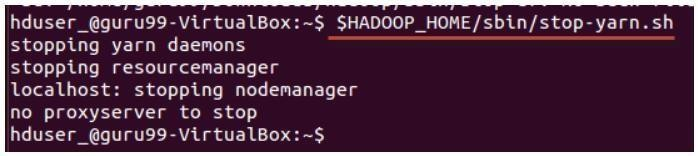 hduser_@guru99-VirtualBox:~$ $HADOOP_HOME/sbin/stop-yarn.sh
stopping yarn daemons
stopping resourcemanager
localhost: stopping nodemanager
no proxyserver to stop
hduser_@guru99-VirtualBox:~$